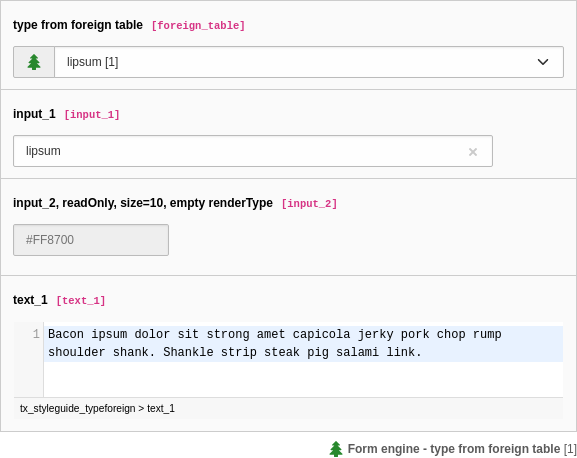 type from foreign table [foreign_table]
lipsum [1]
input_1 [input_1]
lipsum
input_2, readOnly, size=10, empty renderType [input_2]
#FF8700
text_1 [text_1]
1 Bacon ipsum dolor sit strong amet capicola jerky pork chop rump
shoulder shank. Shankle strip steak pig salami link.
tx_styleguide_typeforeign > text_1
Form engine - type from foreign table [1]